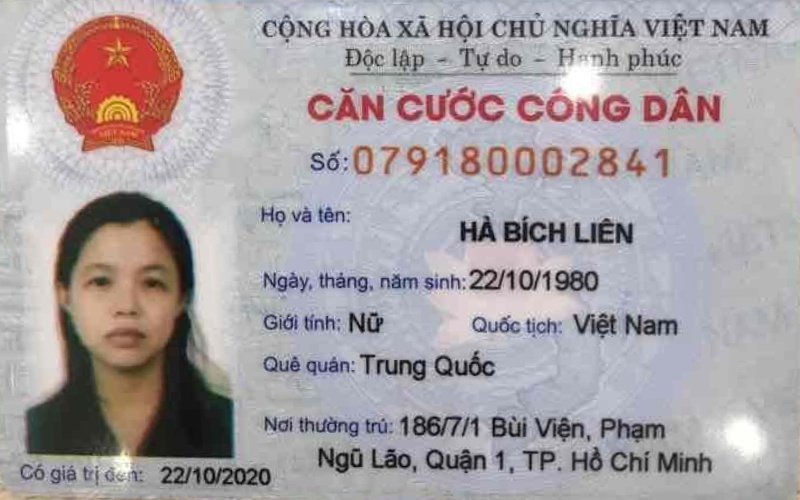 CỘNG HÒA XÃ HỘI CHỦ NGHĨA VIỆT NAM
Độc lập - Tự do - Hạnh phúc
CĂN CƯỚC CÔNG DÂN
Số: 079180002841
Họ và tên:
HÀ BÍCH LIÊN
Ngày, tháng, năm sinh: 22/10/1980
Giới tính: Nữ Quốc tịch: Việt Nam
Quê quán: Trung Quốc
Nơi thường trú: 186/7/1 Bùi Viện, Phạm
Ngũ Lão, Quận 1, TP. Hồ Chí Minh
Có giá trị đến: 22/10/2020
VIỆT NAM